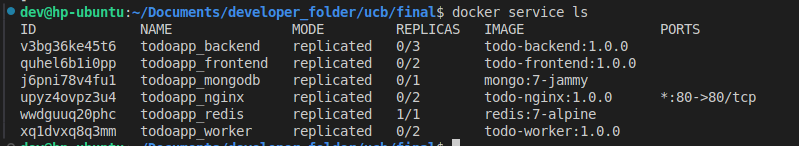 dev@hp-ubuntu:~/Documents/developer_folder/ucb/final$ docker service ls
ID NAME MODE REPLICAS IMAGE PORTS
v3bg36ke45t6 todoapp_backend replicated 0/3 todo-backend:1.0.0
quhel6b1i0pp todoapp_frontend replicated 0/2 todo-frontend:1.0.0
j6pni78v4fu1 todoapp_mongodb replicated 0/1 mongo:7-jammy
upyz4ovpz3u4 todoapp_nginx replicated 0/2 todo-nginx:1.0.0 *:80->80/tcp
wwdguuq20phc todoapp_redis replicated 1/1 redis:7-alpine
xq1dvxq8q3mm todoapp_worker replicated 0/2 todo-worker:1.0.0
dev@hp-ubuntu:~/Documents/developer_folder/ucb/final$